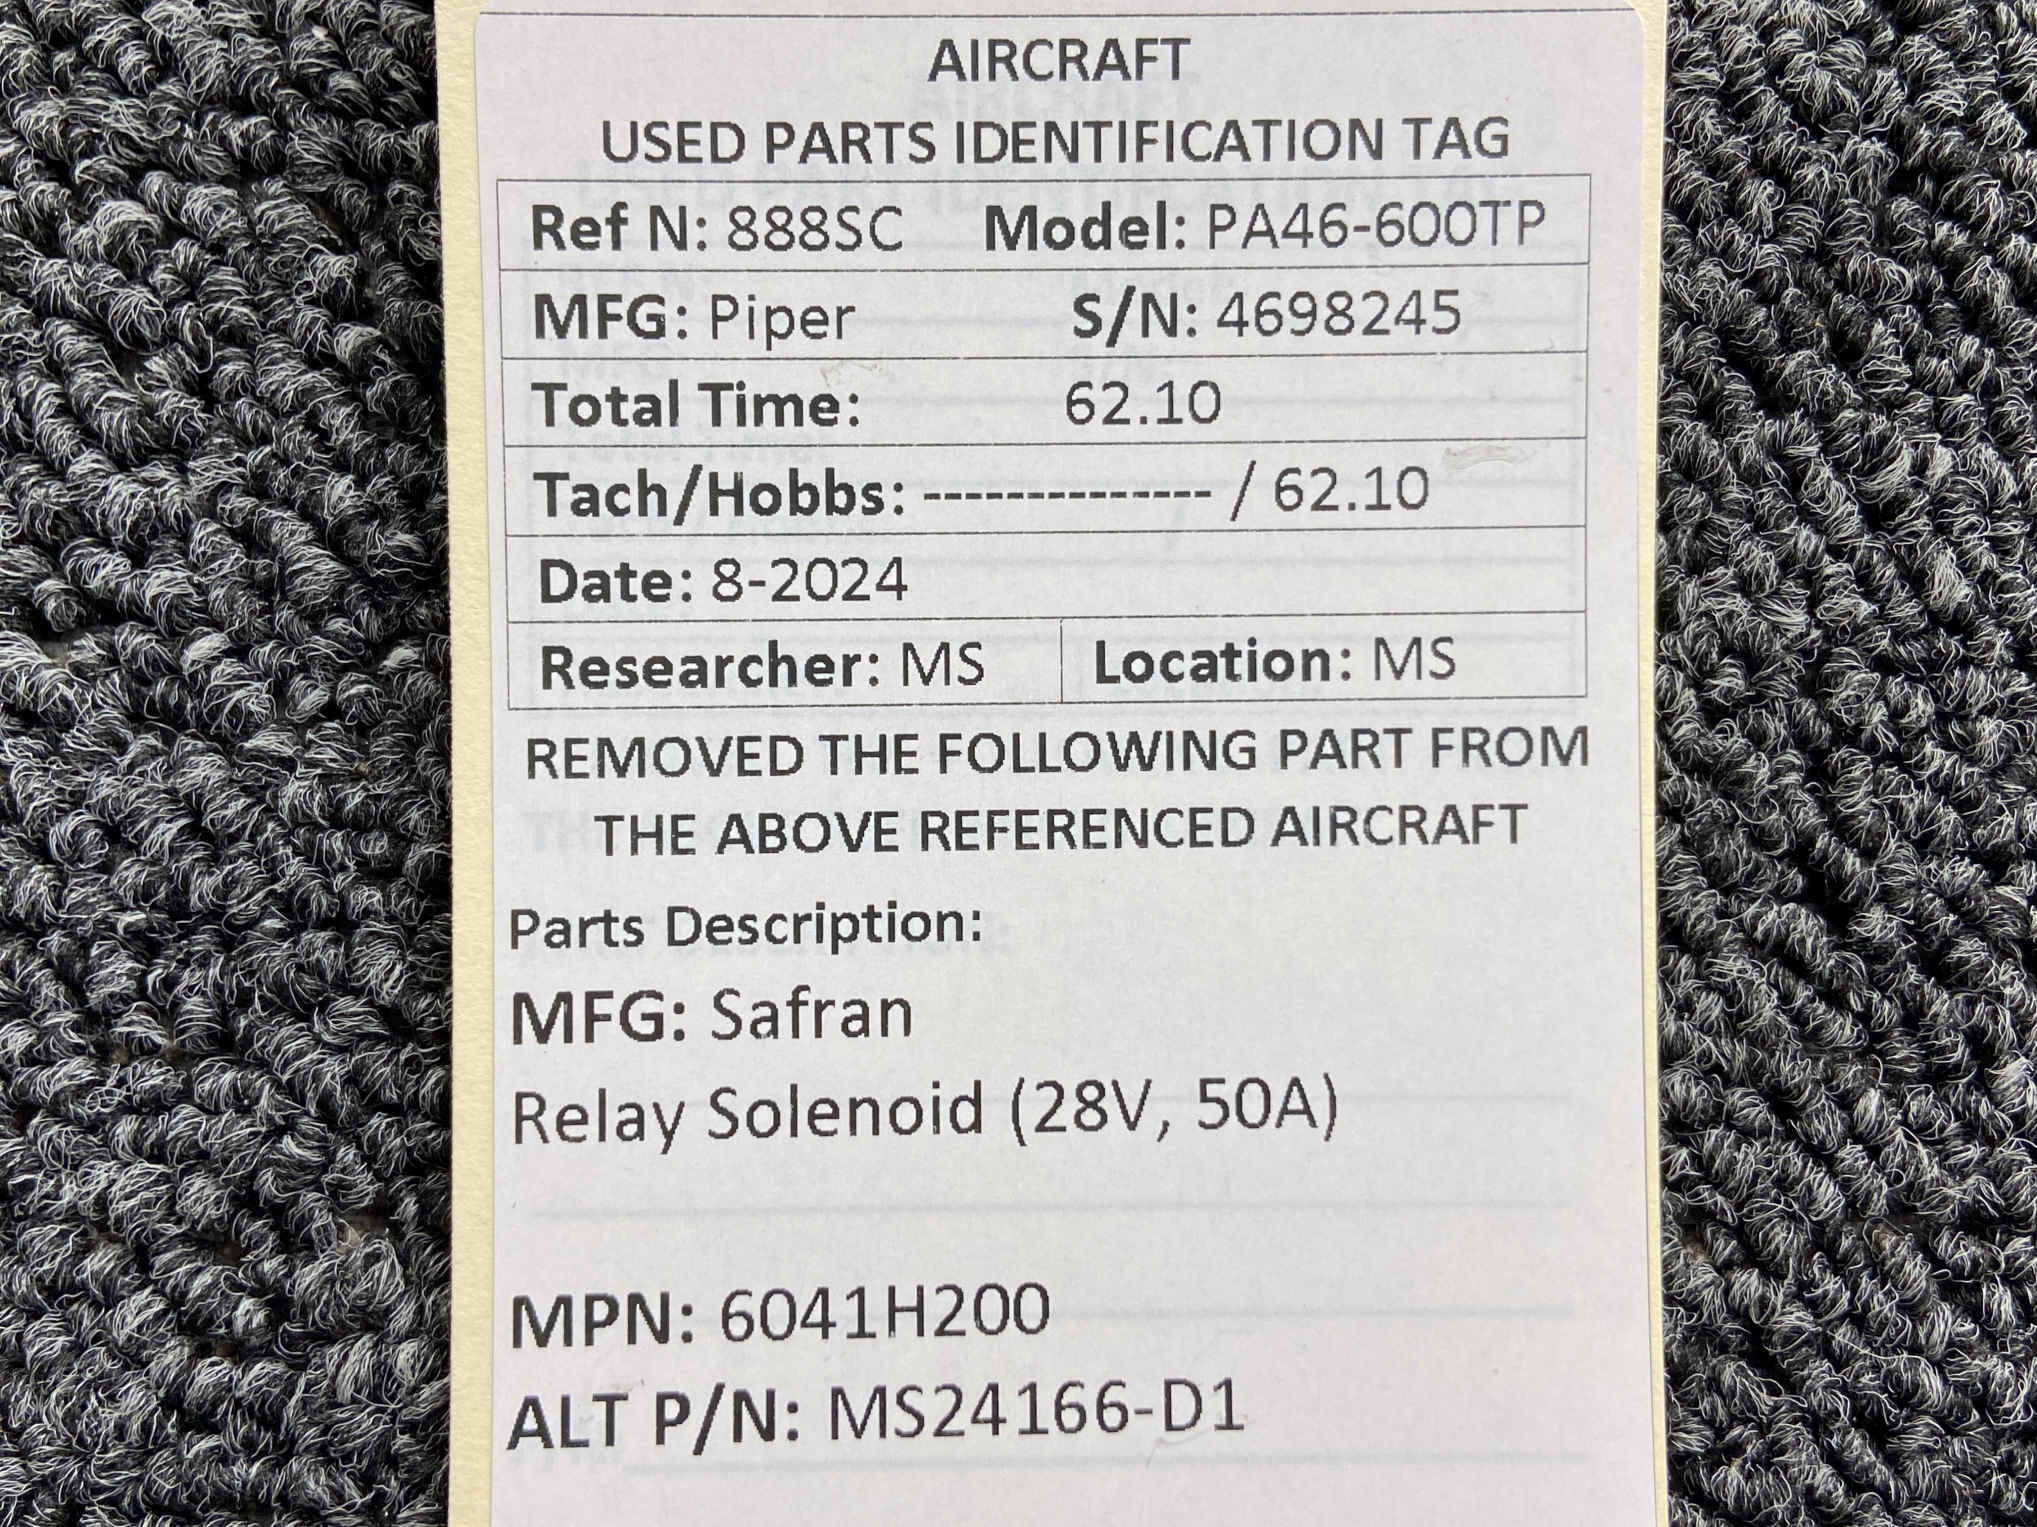 AIRCRAFT
USED PARTS IDENTIFICATION TAG
Ref N: 888SC Model: PA46-600TP
MFG: Piper S/N: 4698245
Total Time: 62.10
Tach/Hobbs: -------------- / 62.10
Date: 8-2024
Researcher: MS Location: MS
REMOVED THE FOLLOWING PART FROM
THE ABOVE REFERENCED AIRCRAFT
Parts Description:
MFG: Safran
Relay Solenoid (28V, 50A)
MPN: 6041H200
ALT P/N: MS24166-D1